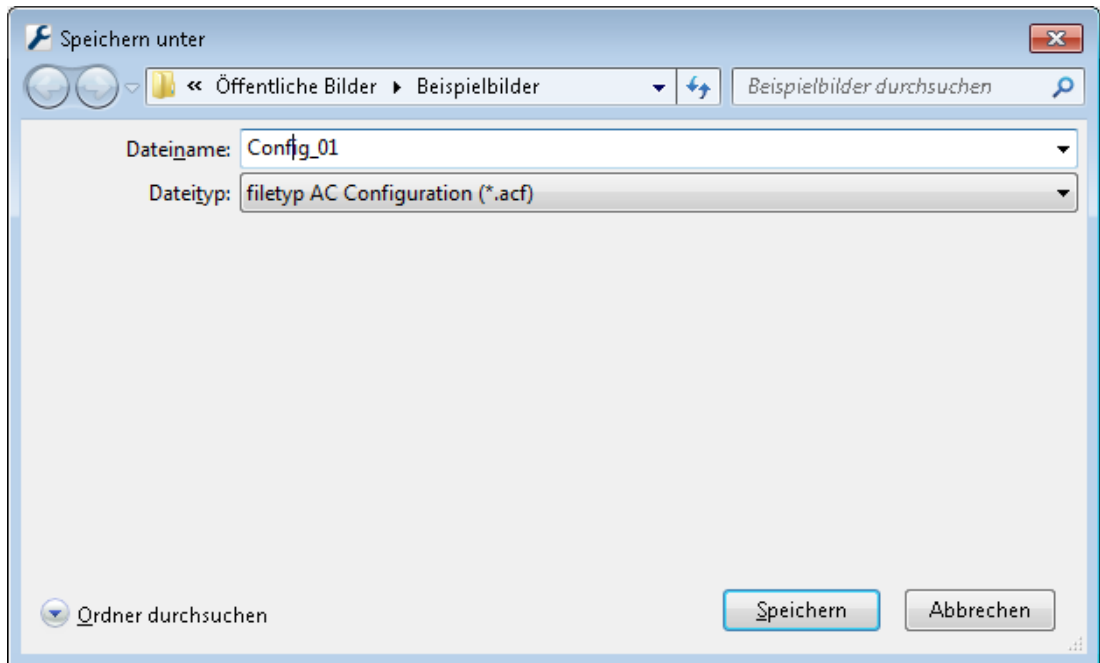 Speichern unter
« Öffentliche Bilder ▸ Beispielbilder Beispielbilder durchsuchen
Dateiname: Config_01
Dateityp: filetyp AC Configuration (*.acf)
Ordner durchsuchen Speichern Abbrechen